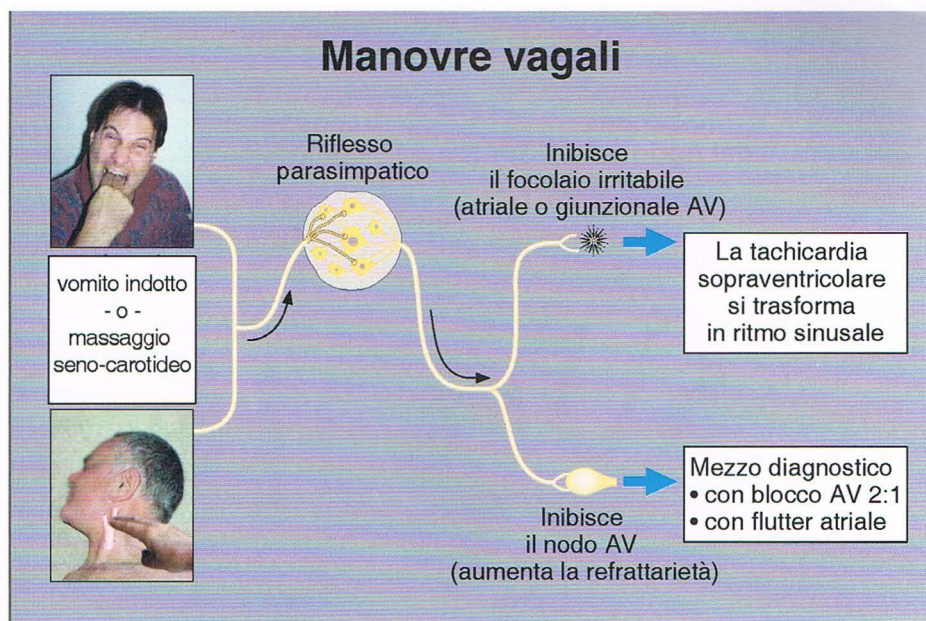 Manovre vagali
vomito indotto
- o -
massaggio
seno-carotideo
Riflesso
parasimpatico
Inibisce
il focolaio irritabile
(atriale o giunzionale AV)
La tachicardia
sopraventricolare
si trasforma
in ritmo sinusale
Inibisce
il nodo AV
(aumenta la refrattarietà)
Mezzo diagnostico
• con blocco AV 2:1
• con flutter atriale